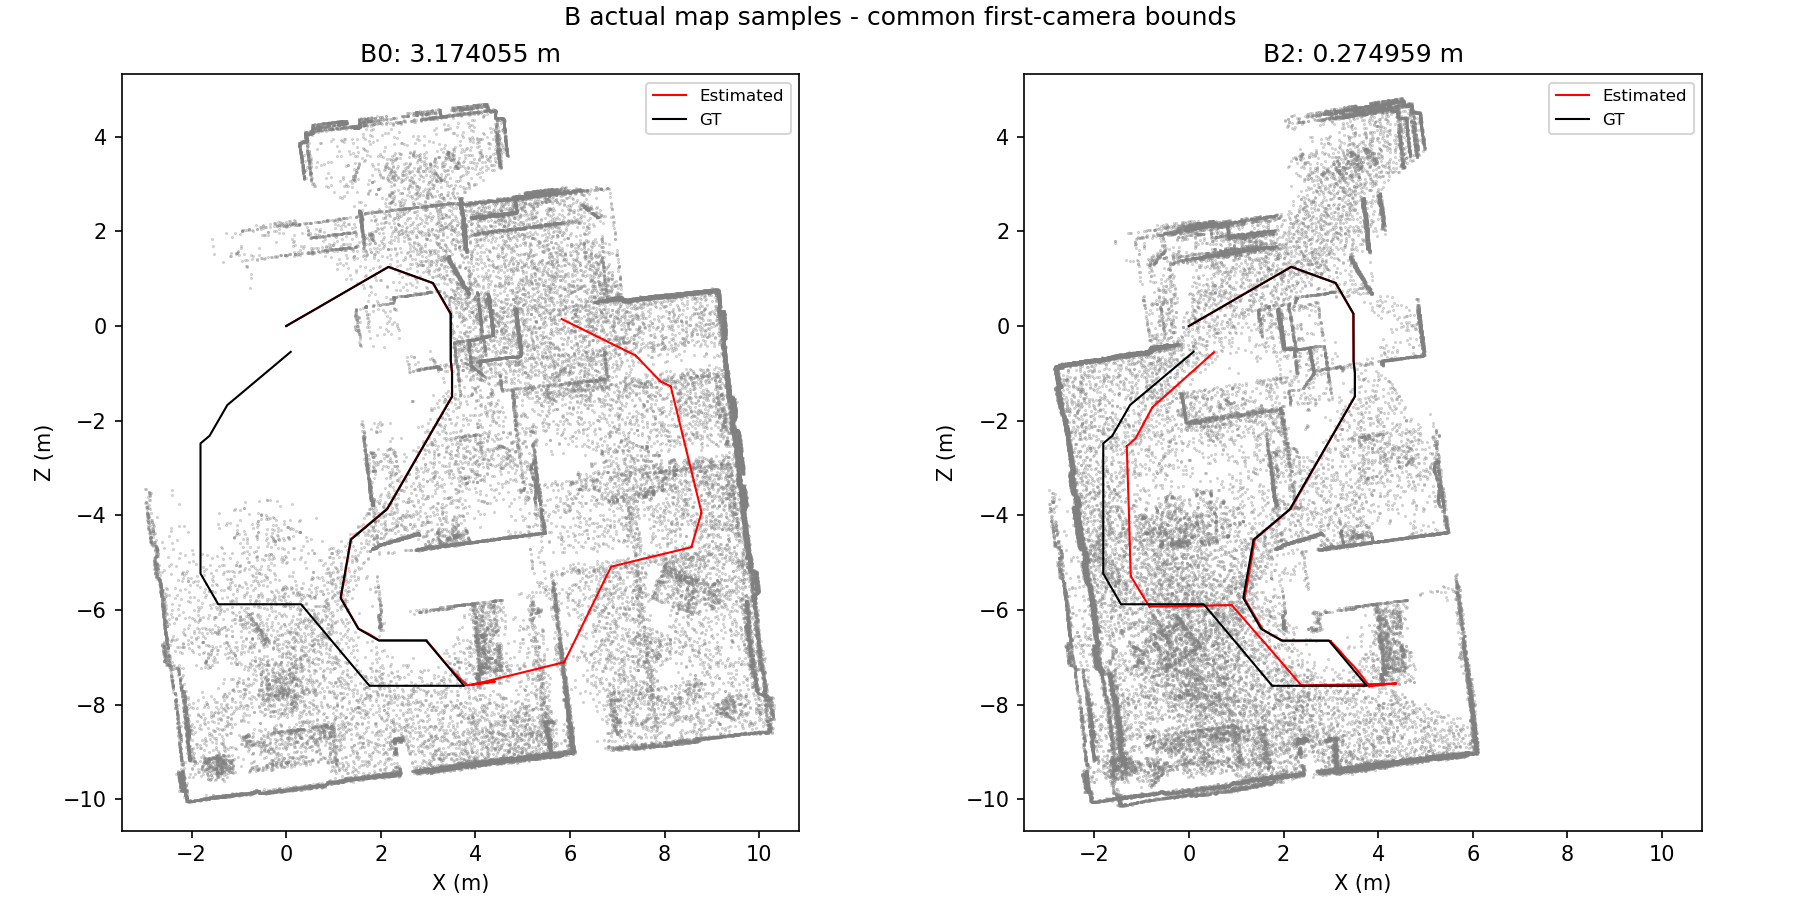 B actual map samples - common first-camera bounds
B0: 3.174055 m
Estimated
GT
4
2
0
−2
−4
−6
−8
−10
Z (m)
−2
0
2
4
6
8
10
X (m)
B2: 0.274959 m
Estimated
GT
4
2
0
−2
−4
−6
−8
−10
Z (m)
−2
0
2
4
6
8
10
X (m)